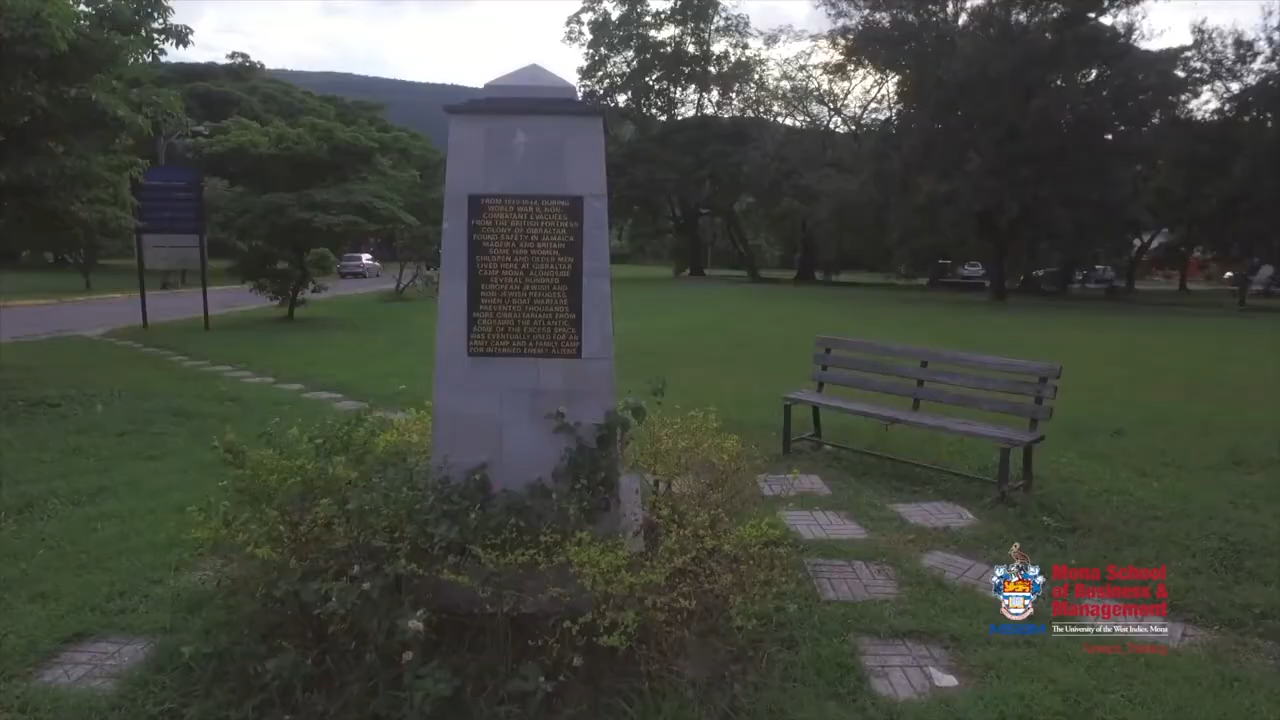 FROM 1940-1944, DURING
WORLD WAR II, NON-
COMBATANT EVACUEES
FROM THE BRITISH FORTRESS
COLONY OF GIBRALTAR
FOUND SAFETY IN JAMAICA
MADEIRA AND BRITAIN
SOME 1500 WOMEN,
CHILDREN AND OLDER MEN
LIVED HERE AT GIBRALTAR
CAMP MONA, ALONGSIDE
SEVERAL HUNDRED
EUROPEAN JEWISH AND
NON-JEWISH REFUGEES,
WHEN U-BOAT WARFARE
PREVENTED THOUSANDS
MORE GIBRALTARIANS FROM
CROSSING THE ATLANTIC,
SOME OF THE EXCESS SPACE
WAS EVENTUALLY USED FOR AN
ARMY CAMP AND A FAMILY CAMP
FOR INTERNED ENEMY ALIENS.
Mona School
of Business &
Management
The University of the West Indies, Mona